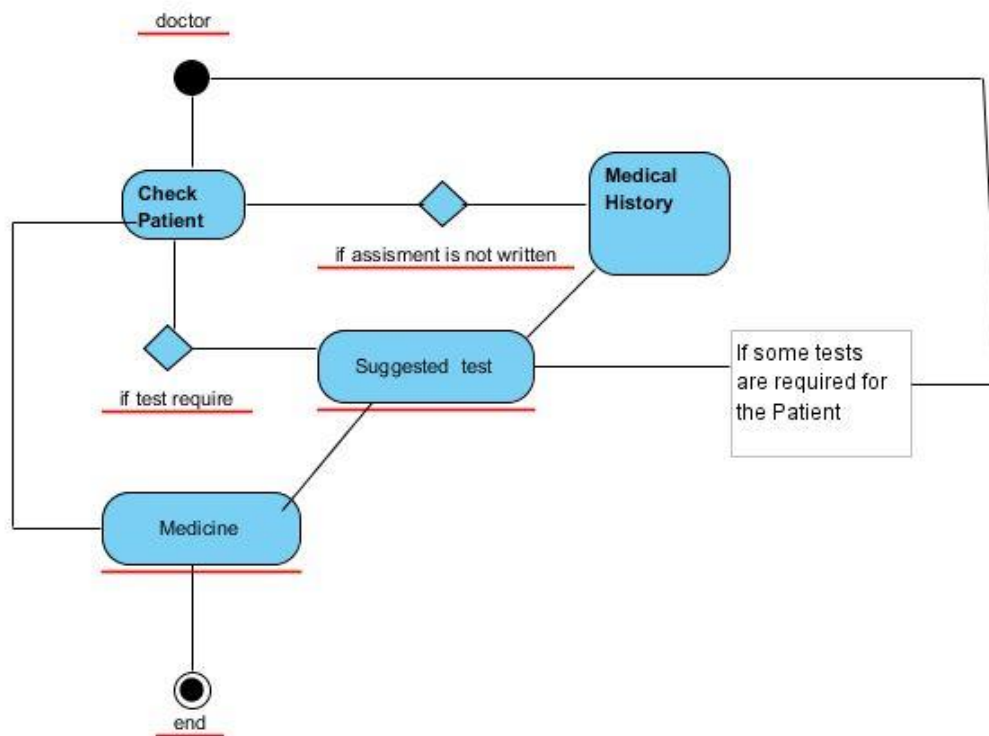 doctor
Check
Patient
Medical
History
if assisment is not written
Suggested test
If some tests
are required for
the Patient
if test require
Medicine
end